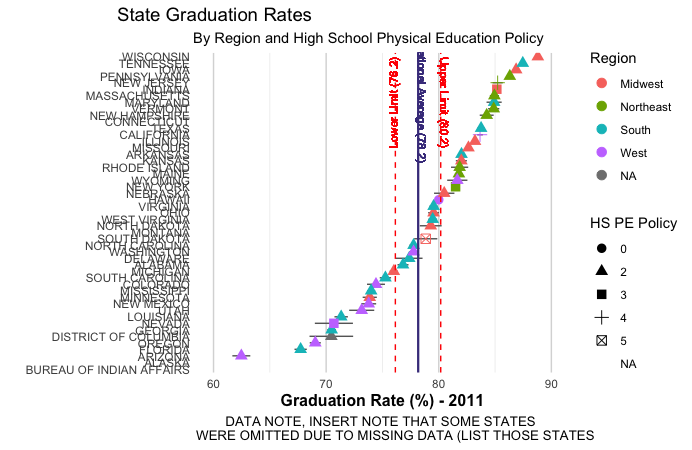 State Graduation Rates
By Region and High School Physical Education Policy
WISCONSIN
TENNESSEE
IOWA
PENNSYLVANIA
NEW JERSEY
INDIANA
MASSACHUSETTS
MARYLAND
VERMONT
NEW HAMPSHIRE
CONNECTICUT
TEXAS
CALIFORNIA
ILLINOIS
MISSOURI
ARKANSAS
KANSAS
RHODE ISLAND
MAINE
WYOMING
NEW YORK
NEBRASKA
HAWAII
VIRGINIA
OHIO
WEST VIRGINIA
NORTH DAKOTA
MONTANA
SOUTH DAKOTA
NORTH CAROLINA
WASHINGTON
DELAWARE
ALABAMA
MICHIGAN
SOUTH CAROLINA
COLORADO
MISSISSIPPI
MINNESOTA
NEW MEXICO
UTAH
LOUISIANA
NEVADA
GEORGIA
DISTRICT OF COLUMBIA
OREGON
FLORIDA
ARIZONA
ALASKA
BUREAU OF INDIAN AFFAIRS
Lower Limit (76.2)
Average (78.2)
Upper Limit (80.2)
60 70 80 90
Graduation Rate (%) - 2011
DATA NOTE, INSERT NOTE THAT SOME STATES
WERE OMITTED DUE TO MISSING DATA (LIST THOSE STATES
Region
Midwest
Northeast
South
West
NA
HS PE Policy
0
2
3
4
5
NA